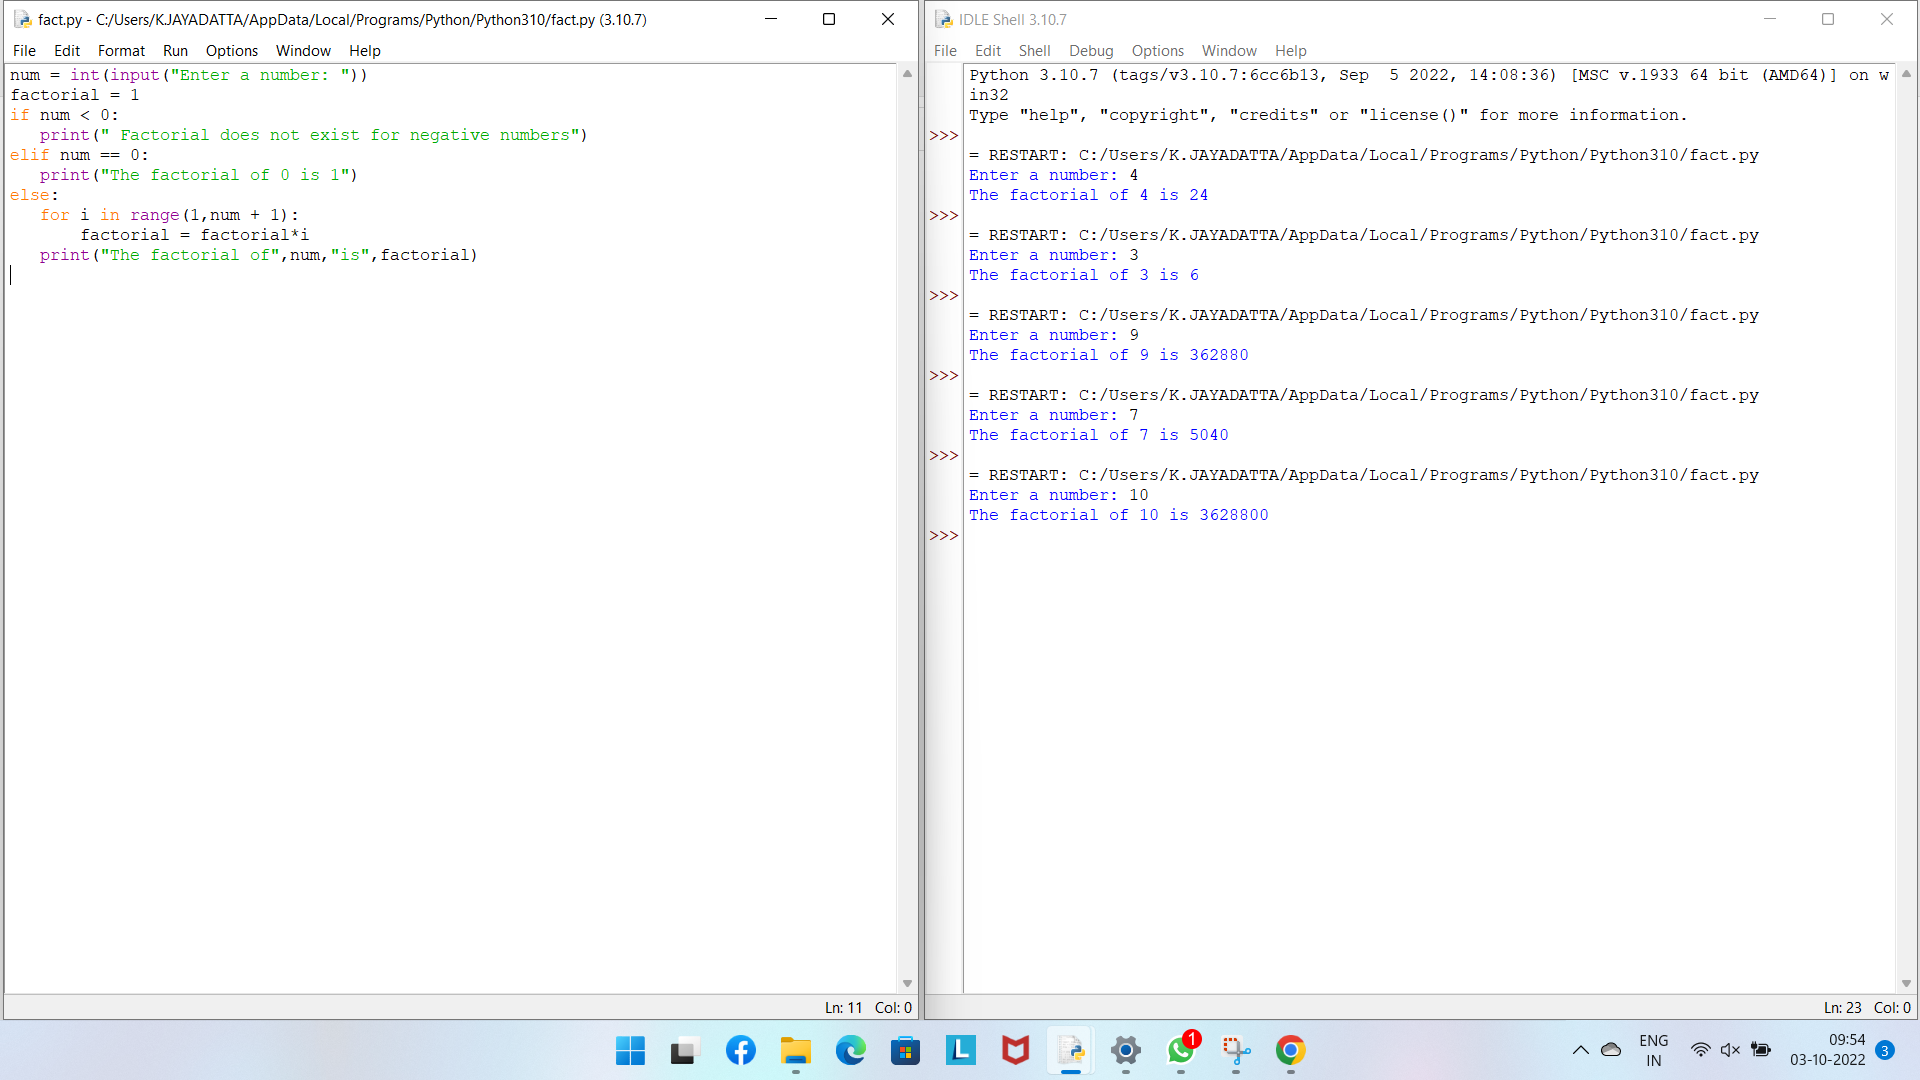 fact.py - C:/Users/K.JAYADATTA/AppData/Local/Programs/Python/Python310/fact.py (3.10.7)
File Edit Format Run Options Window Help
num = int(input("Enter a number: "))
factorial = 1
if num < 0:
   print(" Factorial does not exist for negative numbers")
elif num == 0:
   print("The factorial of 0 is 1")
else:
   for i in range(1,num + 1):
       factorial = factorial*i
   print("The factorial of",num,"is",factorial)
Ln: 11 Col: 0
IDLE Shell 3.10.7
File Edit Shell Debug Options Window Help
Python 3.10.7 (tags/v3.10.7:6cc6b13, Sep  5 2022, 14:08:36) [MSC v.1933 64 bit (AMD64)] on w
in32
Type "help", "copyright", "credits" or "license()" for more information.
>>>
= RESTART: C:/Users/K.JAYADATTA/AppData/Local/Programs/Python/Python310/fact.py
Enter a number: 4
The factorial of 4 is 24
>>>
= RESTART: C:/Users/K.JAYADATTA/AppData/Local/Programs/Python/Python310/fact.py
Enter a number: 3
The factorial of 3 is 6
>>>
= RESTART: C:/Users/K.JAYADATTA/AppData/Local/Programs/Python/Python310/fact.py
Enter a number: 9
The factorial of 9 is 362880
>>>
= RESTART: C:/Users/K.JAYADATTA/AppData/Local/Programs/Python/Python310/fact.py
Enter a number: 7
The factorial of 7 is 5040
>>>
= RESTART: C:/Users/K.JAYADATTA/AppData/Local/Programs/Python/Python310/fact.py
Enter a number: 10
The factorial of 10 is 3628800
>>>
Ln: 23 Col: 0
L
1
ENG
IN
09:54
03-10-2022
3